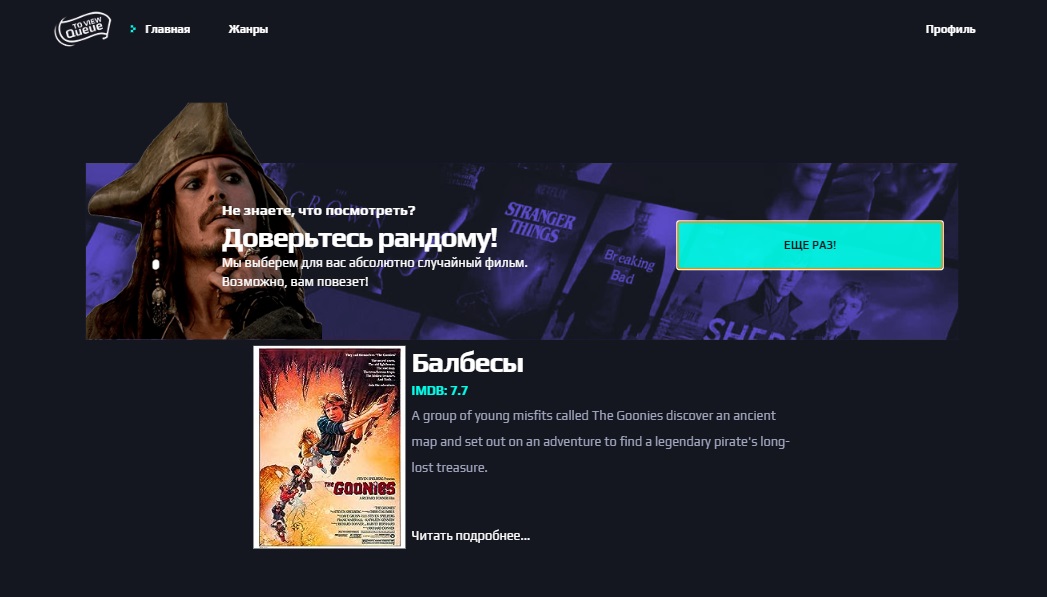 TO VIEW
Queue
Главная
Жанры
Профиль
Не знаете, что посмотреть?
Доверьтесь рандому!
Мы выберем для вас абсолютно случайный фильм.
Возможно, вам повезет!
NETFLIX
STRANGER
THINGS
Breaking
Bad
ЕЩЕ РАЗ!
Балбесы
IMDB: 7.7
A group of young misfits called The Goonies discover an ancient
map and set out on an adventure to find a legendary pirate's long-
lost treasure.
Читать подробнее...
THE GOONIES